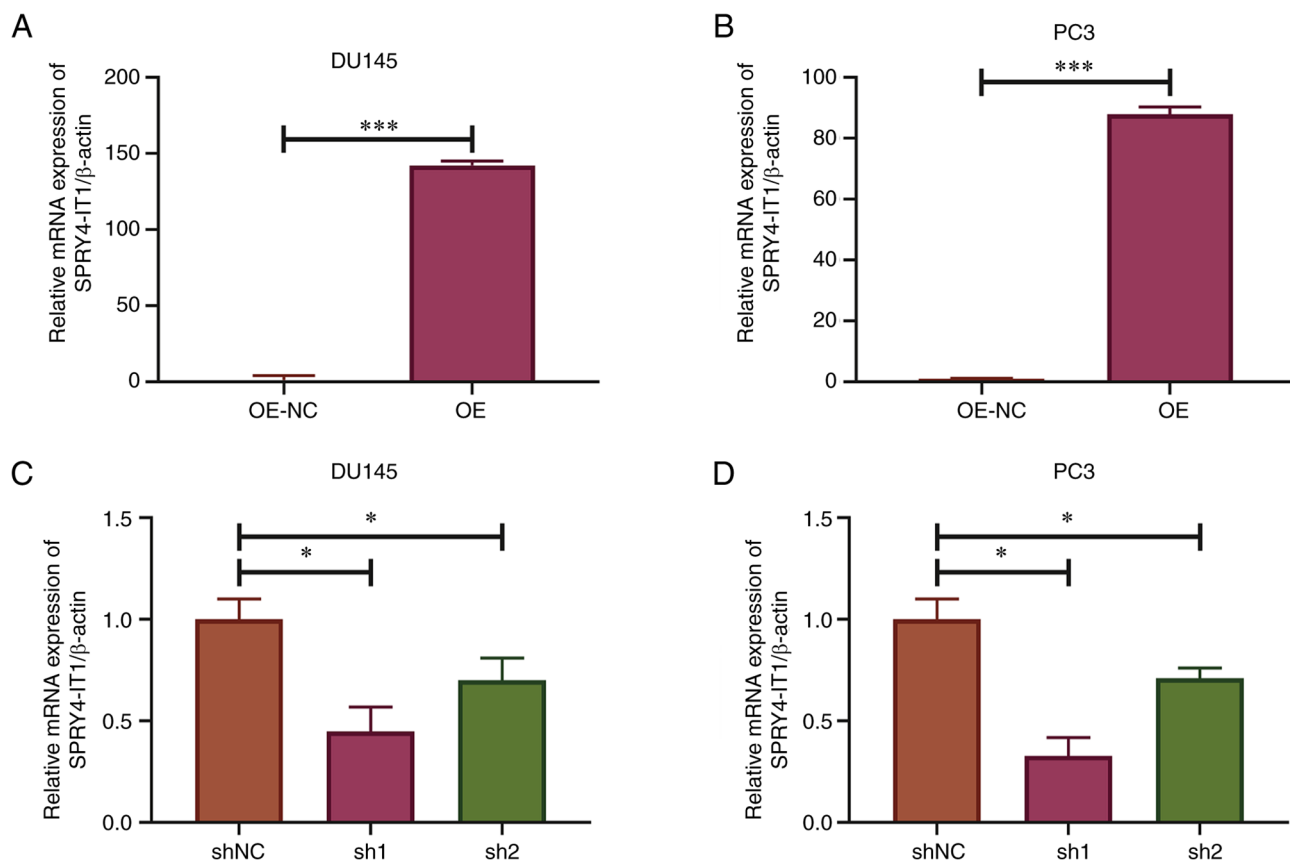 A
DU145
Relative mRNA expression of
SPRY4-IT1/β-actin
200
150
100
50
0
***
OE-NC
OE
B
PC3
Relative mRNA expression of
SPRY4-IT1/β-actin
100
80
60
40
20
0
***
OE-NC
OE
C
DU145
Relative mRNA expression of
SPRY4-IT1/β-actin
1.5
1.0
0.5
0.0
*
*
shNC
sh1
sh2
D
PC3
Relative mRNA expression of
SPRY4-IT1/β-actin
1.5
1.0
0.5
0.0
*
*
shNC
sh1
sh2